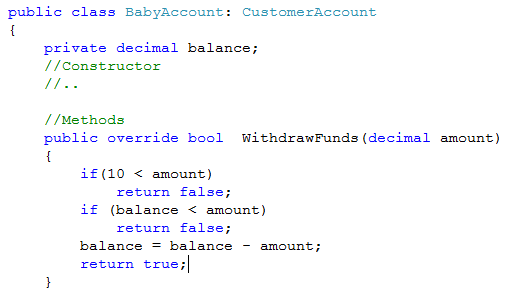 public class BabyAccount: CustomerAccount
{
    private decimal balance;
    //Constructor
    //..

    //Methods
    public override bool  WithdrawFunds(decimal amount)
    {
        if(10 < amount)
            return false;
        if (balance < amount)
            return false;
        balance = balance - amount;
        return true;
    }